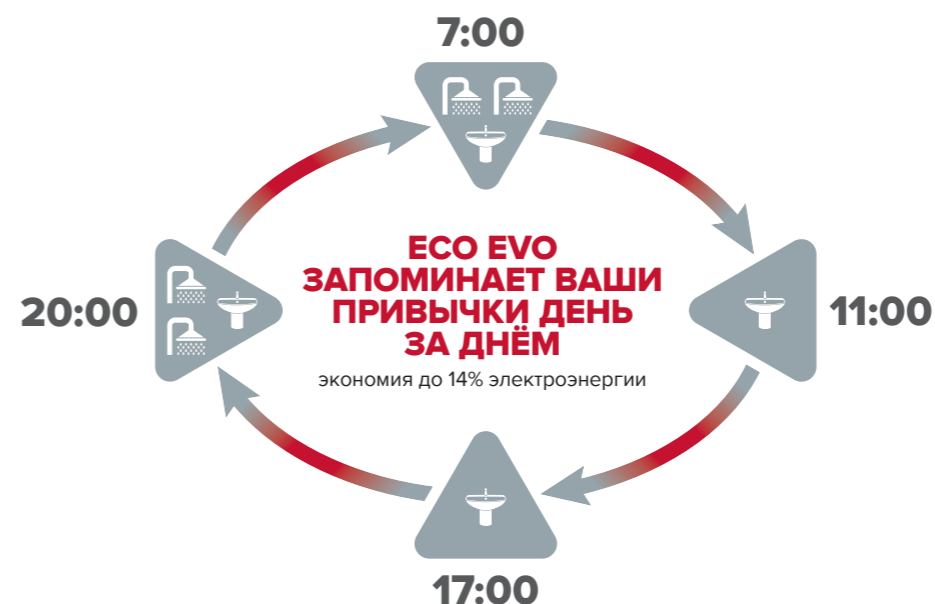 7:00
ECO EVO
ЗАПОМИНАЕТ ВАШИ
ПРИВЫЧКИ ДЕНЬ
ЗА ДНЁМ
экономия до 14% электроэнергии
20:00
11:00
17:00